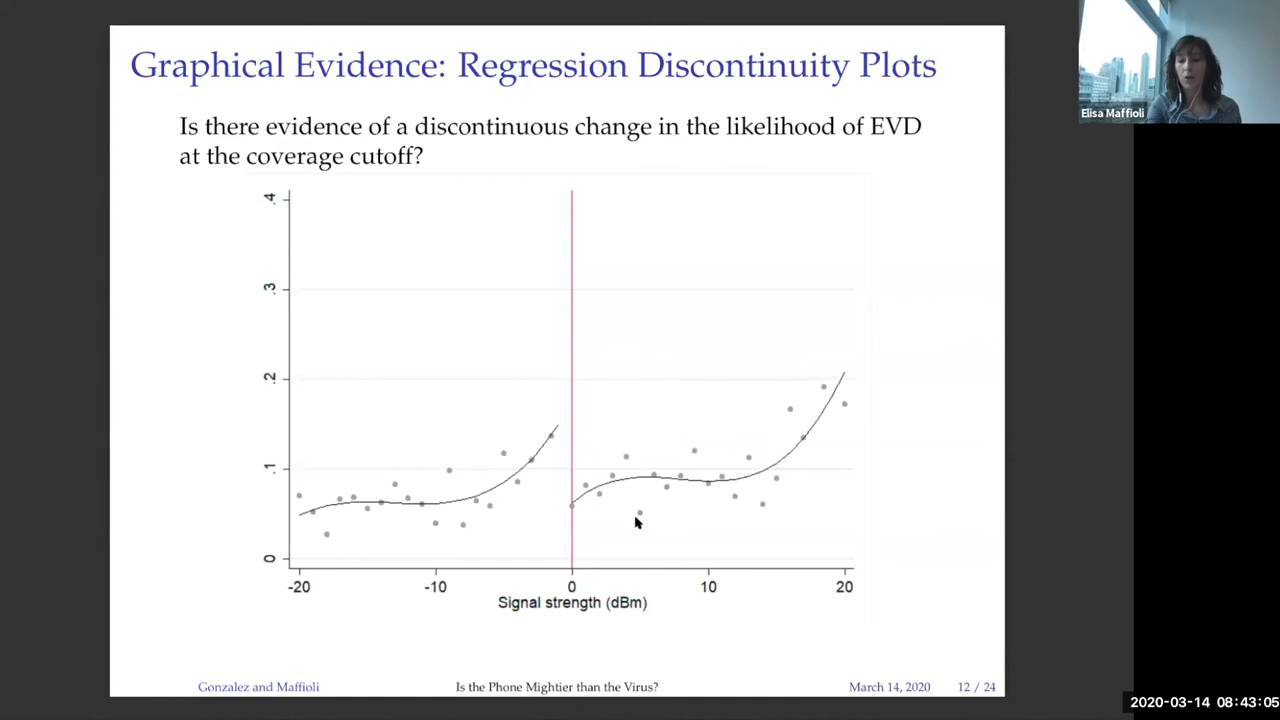 Graphical Evidence: Regression Discontinuity Plots
Elisa Maffioli
Is there evidence of a discontinuous change in the likelihood of EVD
at the coverage cutoff?
.4
.3
.2
.1
0
-20 -10 0 10 20
Signal strength (dBm)
Gonzalez and Maffioli Is the Phone Mightier than the Virus? March 14, 2020 12 / 24
2020-03-14 08:43:05